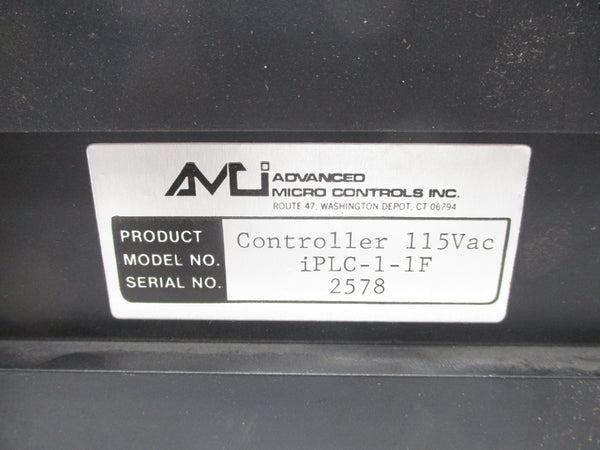 AMCi ADVANCED
MICRO CONTROLS INC.
ROUTE 47, WASHINGTON DEPOT, CT 06794
PRODUCT Controller 115Vac
MODEL NO. iPLC-1-1F
SERIAL NO. 2578